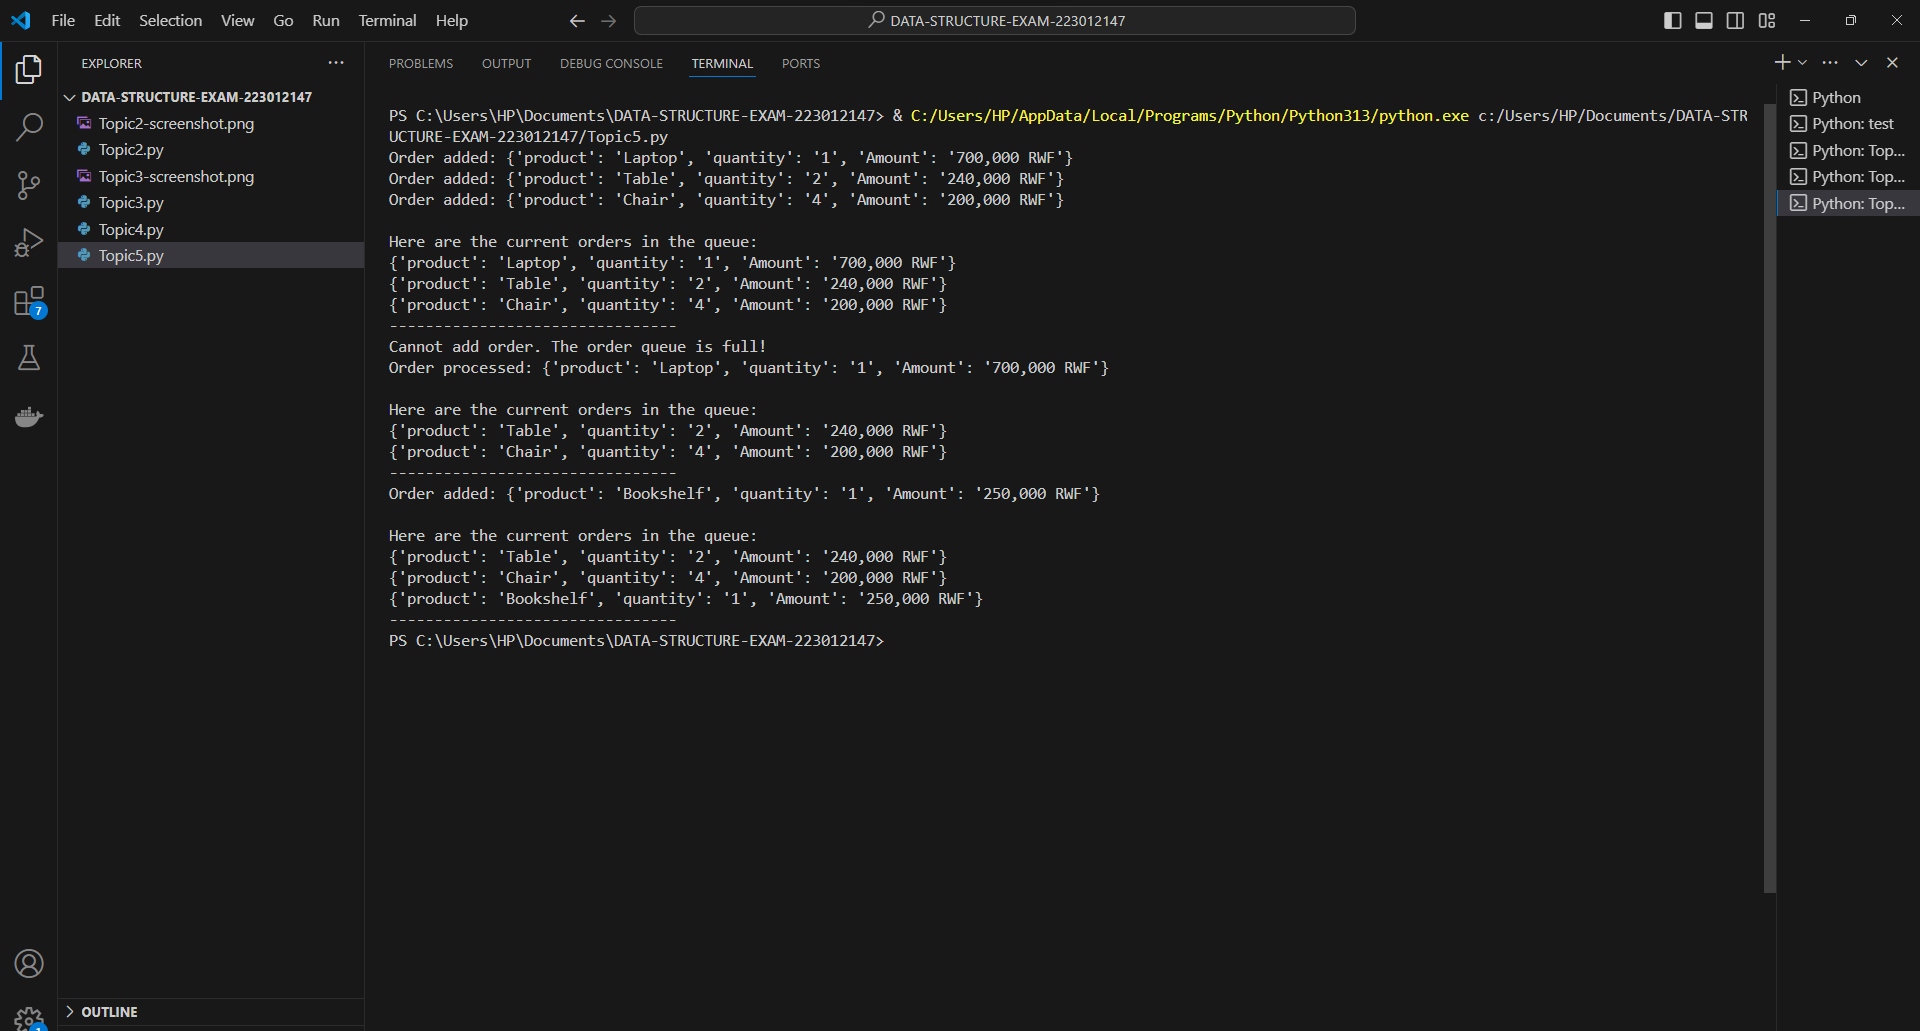 File Edit Selection View Go Run Terminal Help
DATA-STRUCTURE-EXAM-223012147
EXPLORER
DATA-STRUCTURE-EXAM-223012147
Topic2-screenshot.png
Topic2.py
Topic3-screenshot.png
Topic3.py
Topic4.py
Topic5.py
7
1
OUTLINE
PROBLEMS OUTPUT DEBUG CONSOLE TERMINAL PORTS
PS C:\Users\HP\Documents\DATA-STRUCTURE-EXAM-223012147> & C:/Users/HP/AppData/Local/Programs/Python/Python313/python.exe c:/Users/HP/Documents/DATA-STR
UCTURE-EXAM-223012147/Topic5.py
Order added: {'product': 'Laptop', 'quantity': '1', 'Amount': '700,000 RWF'}
Order added: {'product': 'Table', 'quantity': '2', 'Amount': '240,000 RWF'}
Order added: {'product': 'Chair', 'quantity': '4', 'Amount': '200,000 RWF'}
Here are the current orders in the queue:
{'product': 'Laptop', 'quantity': '1', 'Amount': '700,000 RWF'}
{'product': 'Table', 'quantity': '2', 'Amount': '240,000 RWF'}
{'product': 'Chair', 'quantity': '4', 'Amount': '200,000 RWF'}
--------------------------------
Cannot add order. The order queue is full!
Order processed: {'product': 'Laptop', 'quantity': '1', 'Amount': '700,000 RWF'}
Here are the current orders in the queue:
{'product': 'Table', 'quantity': '2', 'Amount': '240,000 RWF'}
{'product': 'Chair', 'quantity': '4', 'Amount': '200,000 RWF'}
--------------------------------
Order added: {'product': 'Bookshelf', 'quantity': '1', 'Amount': '250,000 RWF'}
Here are the current orders in the queue:
{'product': 'Table', 'quantity': '2', 'Amount': '240,000 RWF'}
{'product': 'Chair', 'quantity': '4', 'Amount': '200,000 RWF'}
{'product': 'Bookshelf', 'quantity': '1', 'Amount': '250,000 RWF'}
--------------------------------
PS C:\Users\HP\Documents\DATA-STRUCTURE-EXAM-223012147>
Python
Python: test
Python: Top...
Python: Top...
Python: Top...